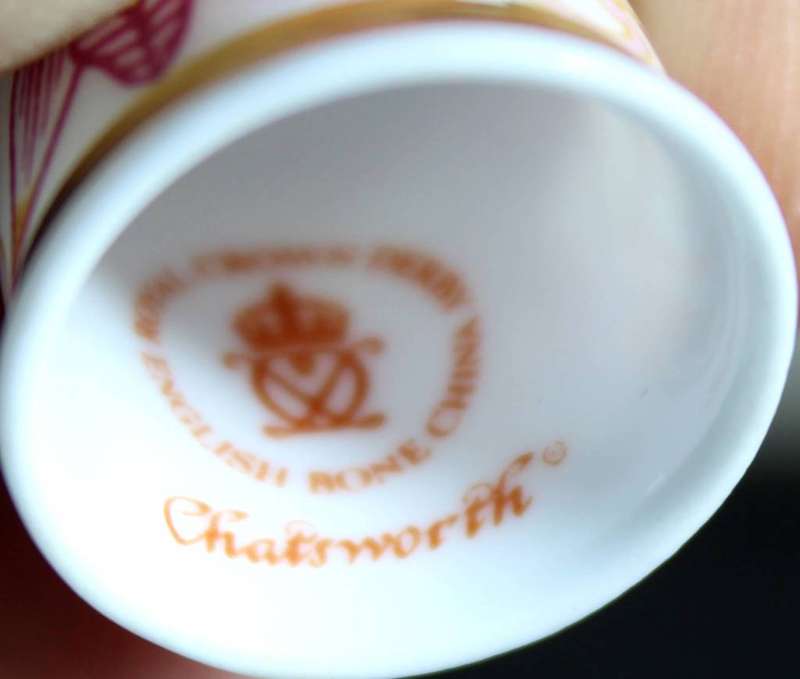 ROYAL CROWN DERBY
ENGLISH BONE CHINA
Chatsworth ©